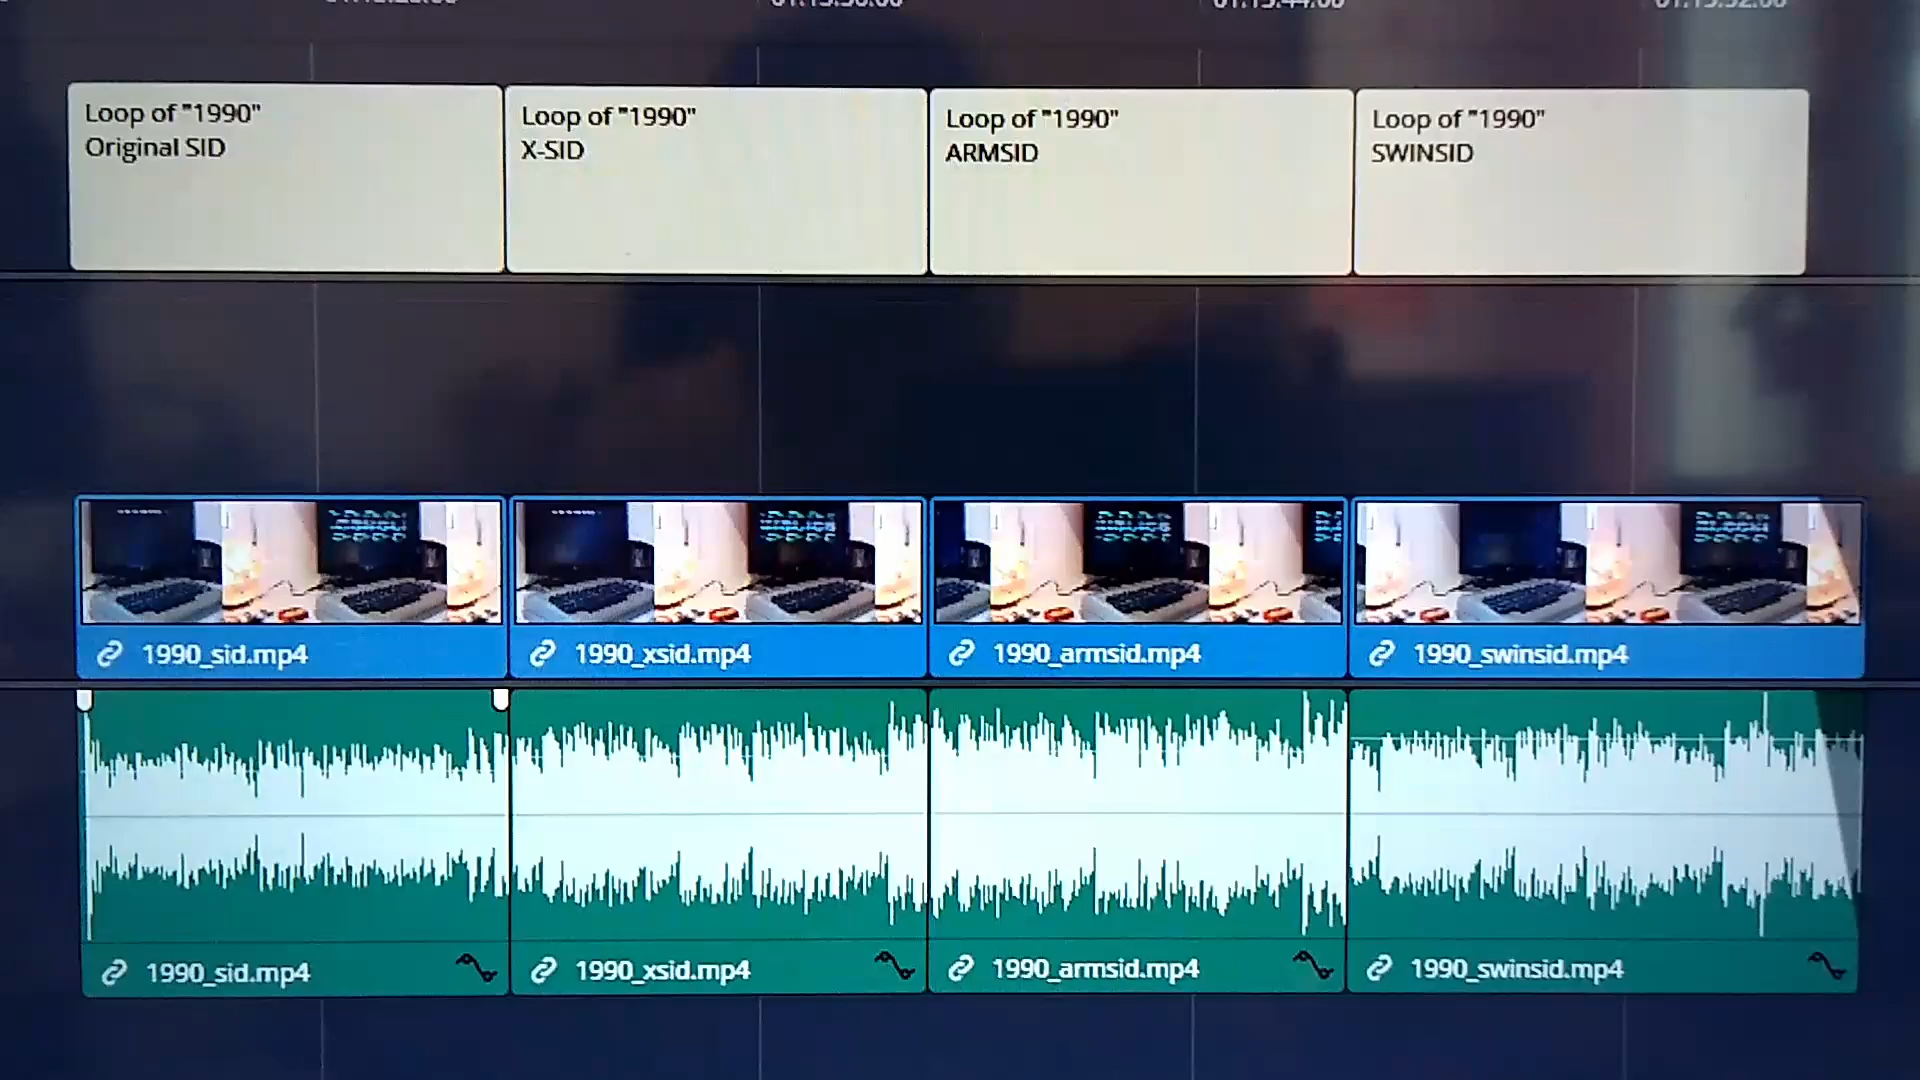 Loop of "1990"
Original SID
Loop of "1990"
X-SID
Loop of "1990"
ARMSID
Loop of "1990"
SWINSID
1990_sid.mp4
1990_xsid.mp4
1990_armsid.mp4
1990_swinsid.mp4
1990_sid.mp4
1990_xsid.mp4
1990_armsid.mp4
1990_swinsid.mp4